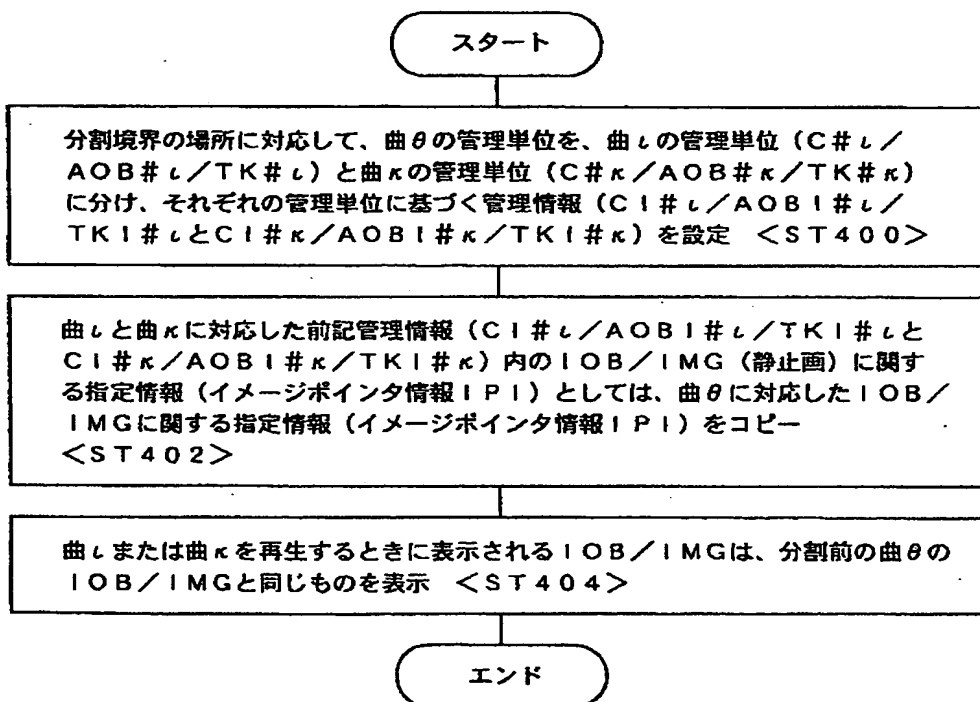 スタート
分割境界の場所に対応して、曲θの管理単位を、曲ιの管理単位（C#ι／
AOB#ι／TK#ι）と曲κの管理単位（C#κ／AOB#κ／TK#κ）
に分け、それぞれの管理単位に基づく管理情報（CI#ι／AOBI#ι／
TKI#ιとCI#κ／AOBI#κ／TKI#κ）を設定　＜ST400＞
曲ιと曲κに対応した前記管理情報（CI#ι／AOBI#ι／TKI#ιと
CI#κ／AOBI#κ／TKI#κ）内のIOB／IMG（静止画）に関す
る指定情報（イメージポインタ情報IPI）としては、曲θに対応したIOB／
IMGに関する指定情報（イメージポインタ情報IPI）をコピー
＜ST402＞
曲ιまたは曲κを再生するときに表示されるIOB／IMGは、分割前の曲θの
IOB／IMGと同じものを表示　＜ST404＞
エンド